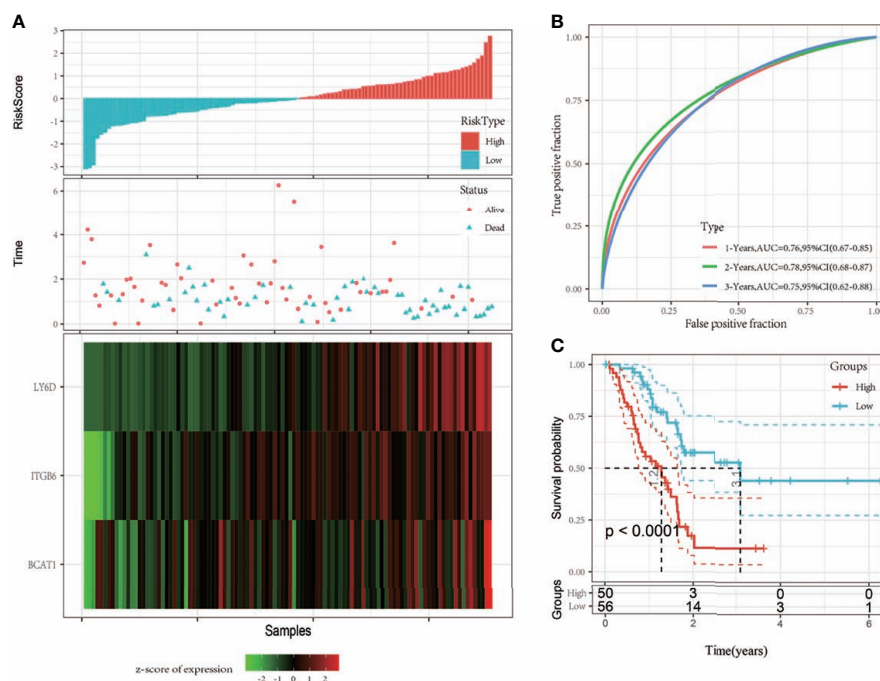 A
3
2
1
0
-1
-2
-3
RiskScore
RiskType
High
Low
6
4
2
0
Time
Status
Alive
Dead
LY6D
ITGB6
BCAT1
Samples
z-score of expression
-2 -1 0 1 2
B
1.00
0.75
0.50
0.25
0.00
True positive fraction
Type
1-Years,AUC=0.76,95%CI(0.67-0.85)
2-Years,AUC=0.78,95%CI(0.68-0.87)
3-Years,AUC=0.75,95%CI(0.62-0.88)
0.00 0.25 0.50 0.75 1.0
False positive fraction
C
1.00
0.75
0.50
0.25
0.00
Survival probability
Groups
High
Low
1.2
3.1
p < 0.0001
Groups
High 50 3 0 0
Low 56 14 3 1
0 2 4 6
Time(years)